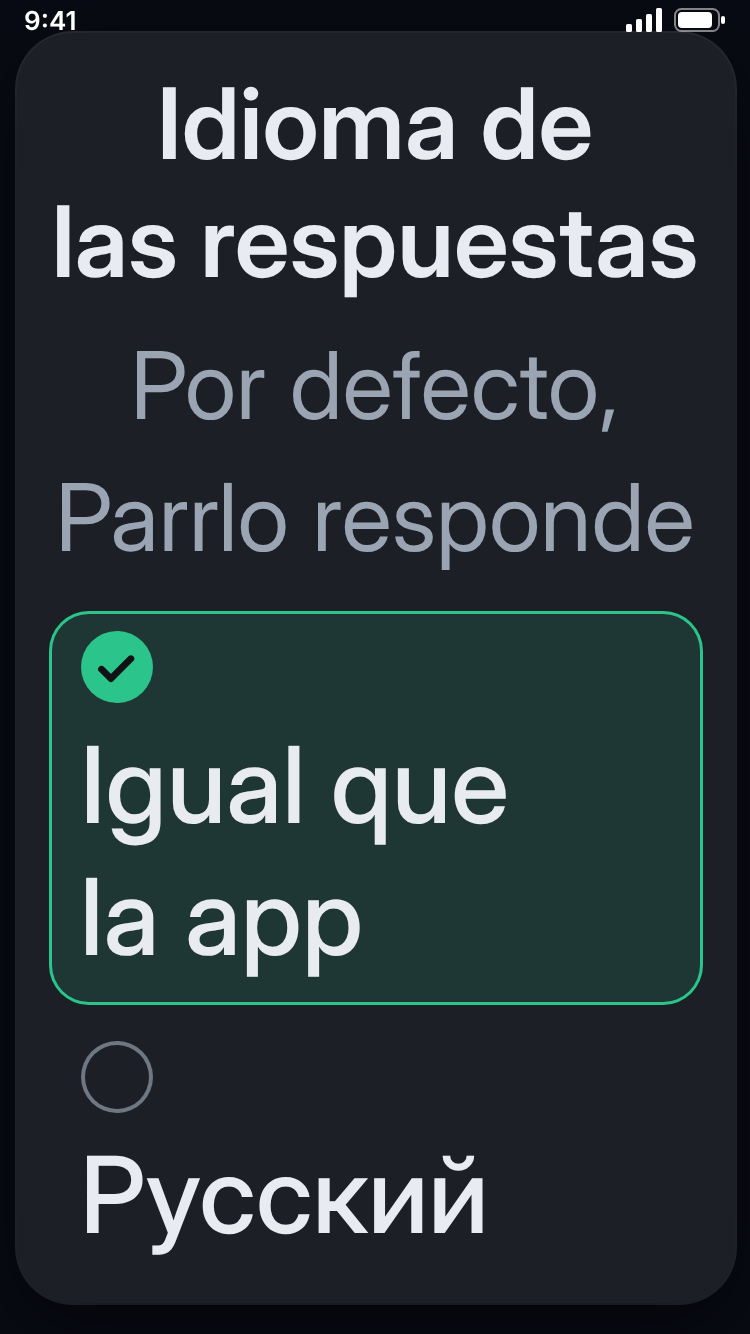 9:41
Idioma de
las respuestas
Por defecto,
Parrlo responde
Igual que
la app
Русский